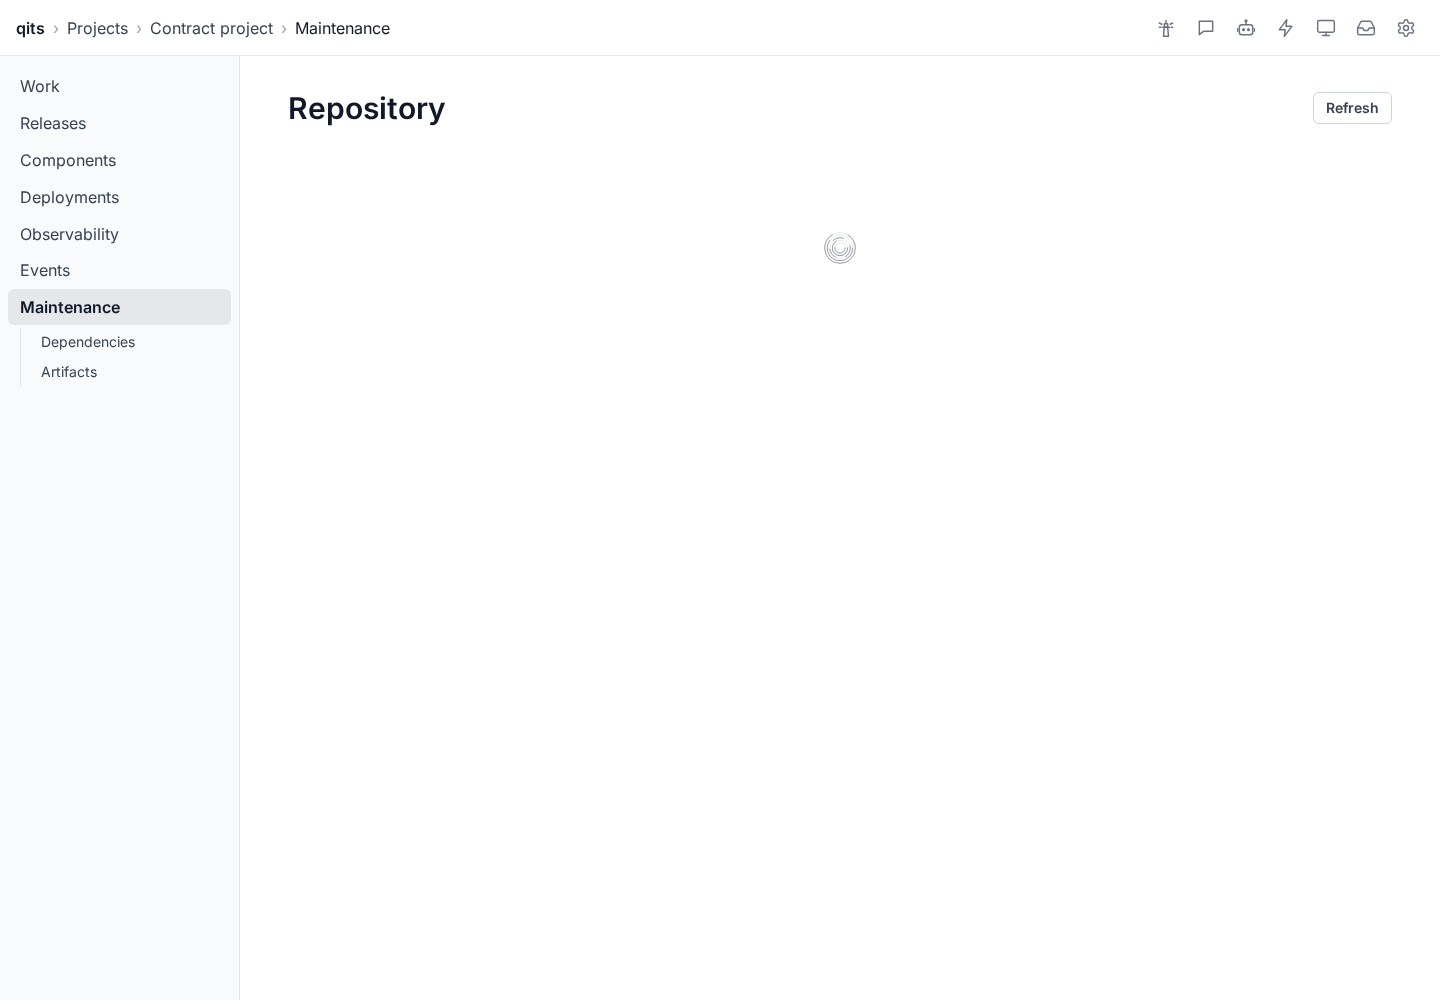 qits › Projects › Contract project › Maintenance
Work
Releases
Components
Deployments
Observability
Events
Maintenance
Dependencies
Artifacts
Repository
Refresh